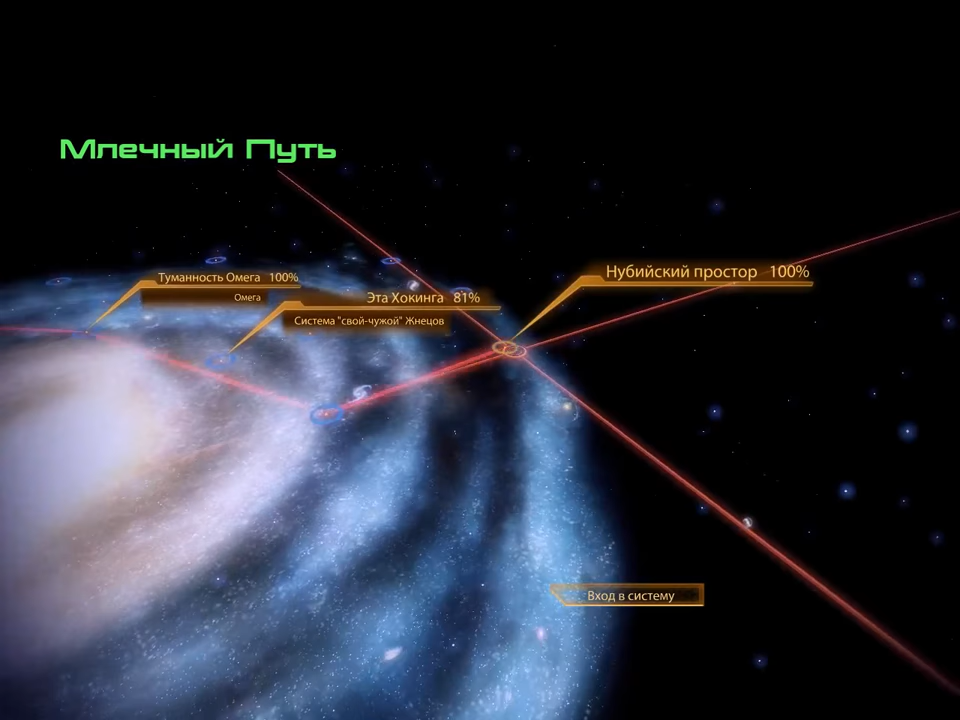 Млечный Путь
Туманность Омега 100%
Омега
Эта Хокинга 81%
Система "свой-чужой" Жнецов
Нубийский простор 100%
Вход в систему